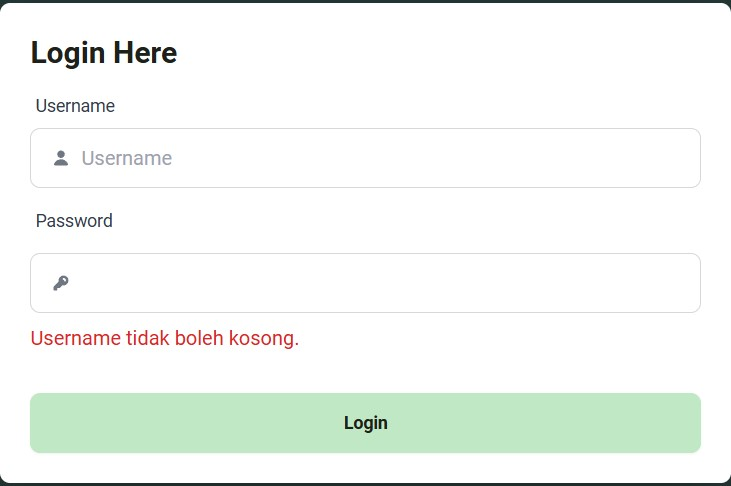 Login Here
Username
Username
Password
Username tidak boleh kosong.
Login